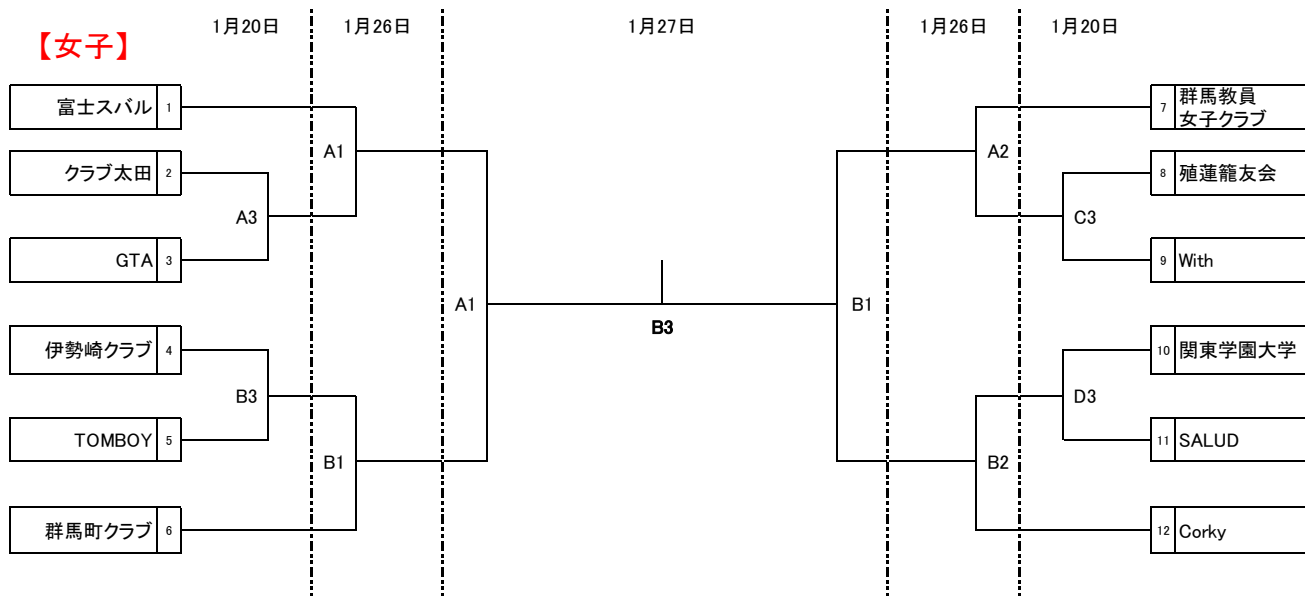 1月20日
1月26日
1月27日
1月26日
1月20日
【女子】
富士スバル 1
クラブ太田 2
GTA 3
伊勢崎クラブ 4
TOMBOY 5
群馬町クラブ 6
A3
B3
A1
B1
A1
B3
B1
A2
B2
C3
D3
7 群馬教員
女子クラブ
8 殖蓮籠友会
9 With
10 関東学園大学
11 SALUD
12 Corky